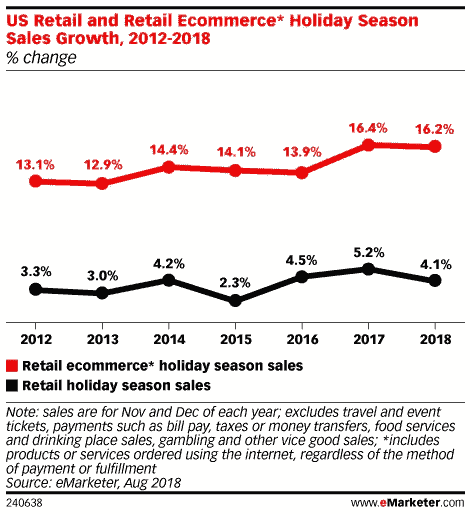 US Retail and Retail Ecommerce* Holiday Season
Sales Growth, 2012-2018
% change
13.1%
12.9%
14.4%
14.1%
13.9%
16.4%
16.2%
3.3%
3.0%
4.2%
2.3%
4.5%
5.2%
4.1%
2012
2013
2014
2015
2016
2017
2018
Retail ecommerce* holiday season sales
Retail holiday season sales
Note: sales are for Nov and Dec of each year; excludes travel and event
tickets, payments such as bill pay, taxes or money transfers, food services
and drinking place sales, gambling and other vice good sales; *includes
products or services ordered using the internet, regardless of the method
of payment or fulfillment
Source: eMarketer, Aug 2018
240638
www.eMarketer.com